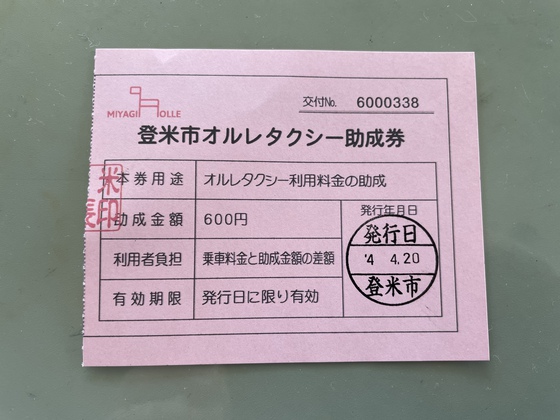 MIYAGI OLLE
交付No. 6000338
登米市オルレタクシー助成券
本券用途 オルレタクシー利用料金の助成
助成金額 600円
利用者負担 乗車料金と助成金額の差額
有効期限 発行日に限り有効
発行年月日
発行日
'4 4.20
登米市
米
長印